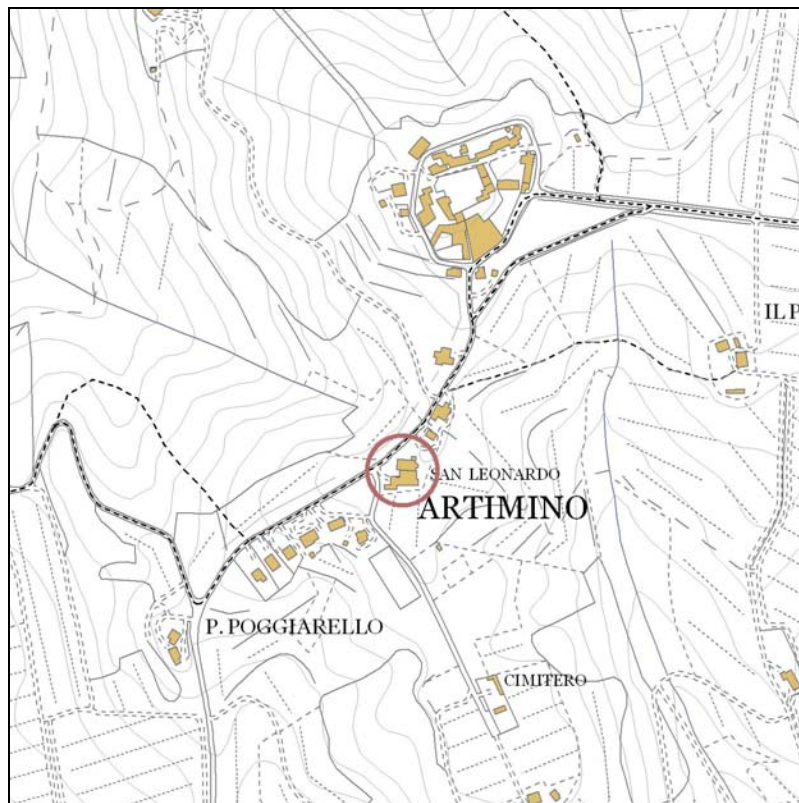 IL P
SAN LEONARDO
ARTIMINO
P. POGGIARELLO
CIMITERO